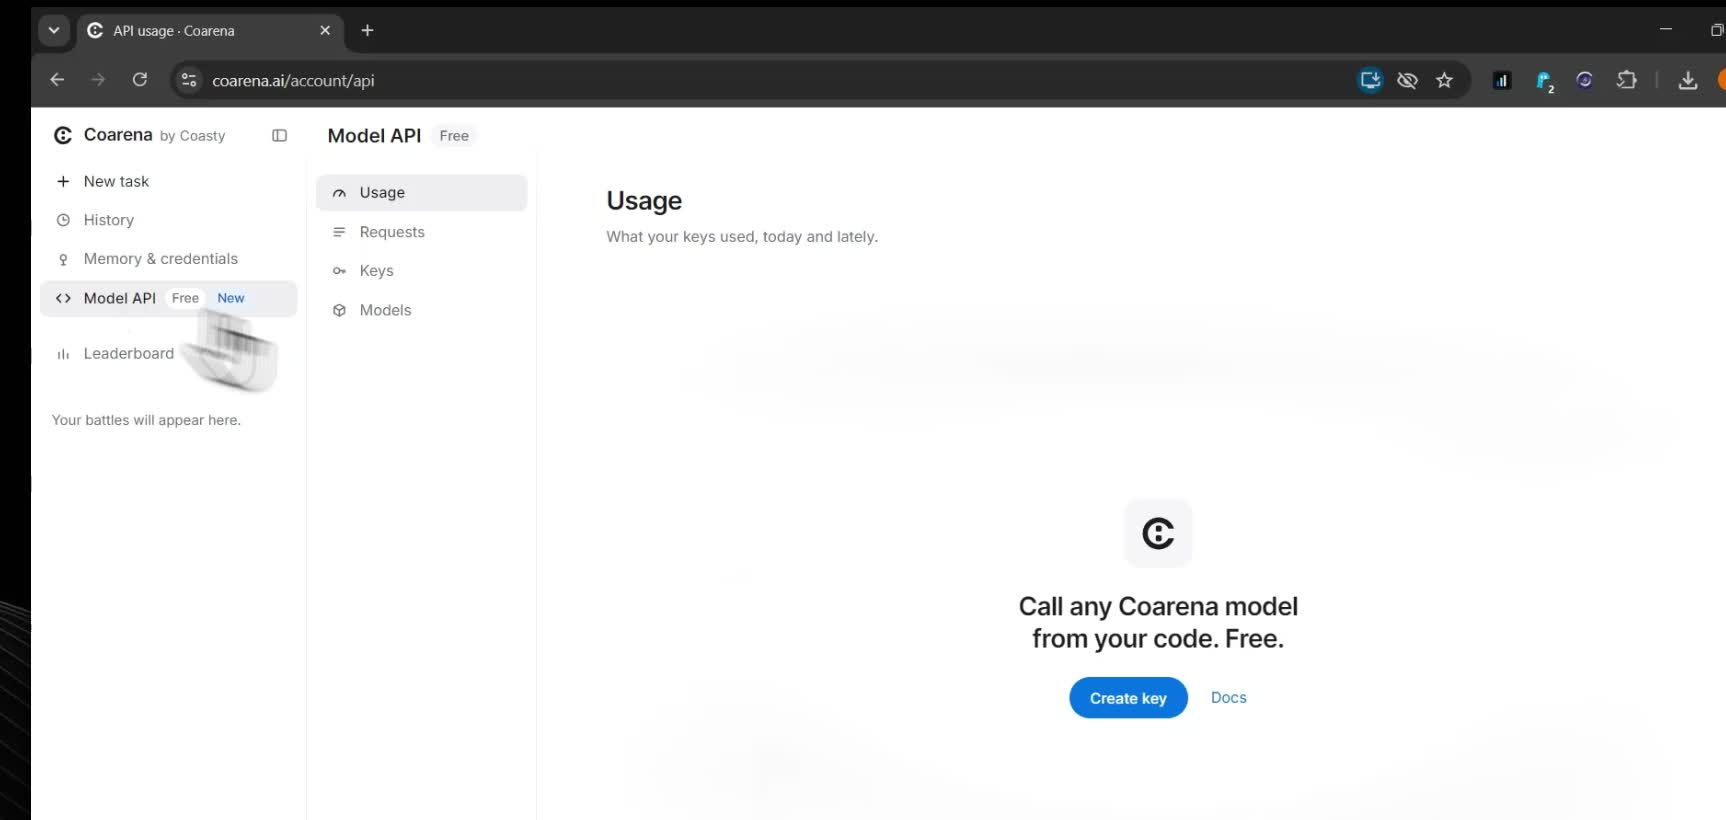 API usage · Coarena
coarena.ai/account/api
2
Coarena by Coasty
New task
History
Memory & credentials
Model API Free New
Leaderboard
Your battles will appear here.
Model API Free
Usage
Requests
Keys
Models
Usage
What your keys used, today and lately.
Call any Coarena model
from your code. Free.
Create key Docs